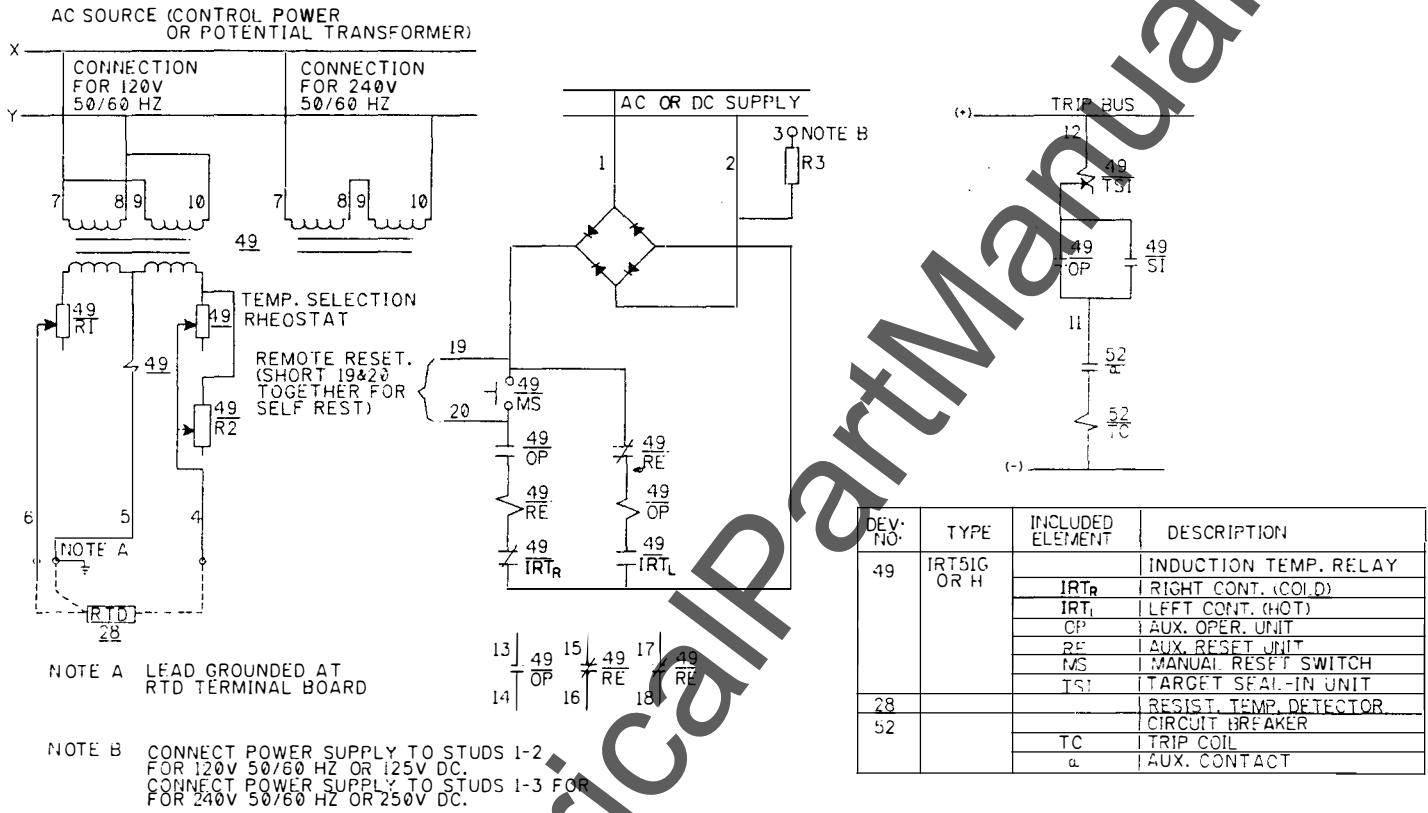 AC SOURCE (CONTROL POWER
OR POTENTIAL TRANSFORMER)
X
CONNECTION
FOR 120V
50/60 HZ
CONNECTION
FOR 240V
50/60 HZ
Y
7 8 9 10
7 8 9 10
49
49
R1
49
TEMP. SELECTION
RHEOSTAT
49
49
R2
6 5 4
NOTE A
RTD
28
REMOTE RESET.
(SHORT 19&20
TOGETHER FOR
SELF REST)
AC OR DC SUPPLY
1 2
3 NOTE B
R3
19
20
49
MS
49
OP
49
RE
49
RE
49
OP
49
IRTR
49
IRTL
13
49
OP
14
15
49
RE
16
17
49
RE
18
(+) TRIP BUS
12
49
TSI
49
OP
49
SI
11
52
a
52
TC
(-)
NOTE A LEAD GROUNDED AT
RTD TERMINAL BOARD
NOTE B CONNECT POWER SUPPLY TO STUDS 1-2
FOR 120V 50/60 HZ OR 125V DC.
CONNECT POWER SUPPLY TO STUDS 1-3 FOR
FOR 240V 50/60 HZ OR 250V DC.
DEV. NO. TYPE INCLUDED ELEMENT DESCRIPTION
49 IRT51G OR H INDUCTION TEMP. RELAY
IRTR RIGHT CONT. (COLD)
IRTL LEFT CONT. (HOT)
OP AUX. OPER. UNIT
RE AUX. RESET UNIT
MS MANUAL RESET SWITCH
TSI TARGET SEAL-IN UNIT
28 RESIST. TEMP. DETECTOR
52 CIRCUIT BREAKER
TC TRIP COIL
a AUX. CONTACT